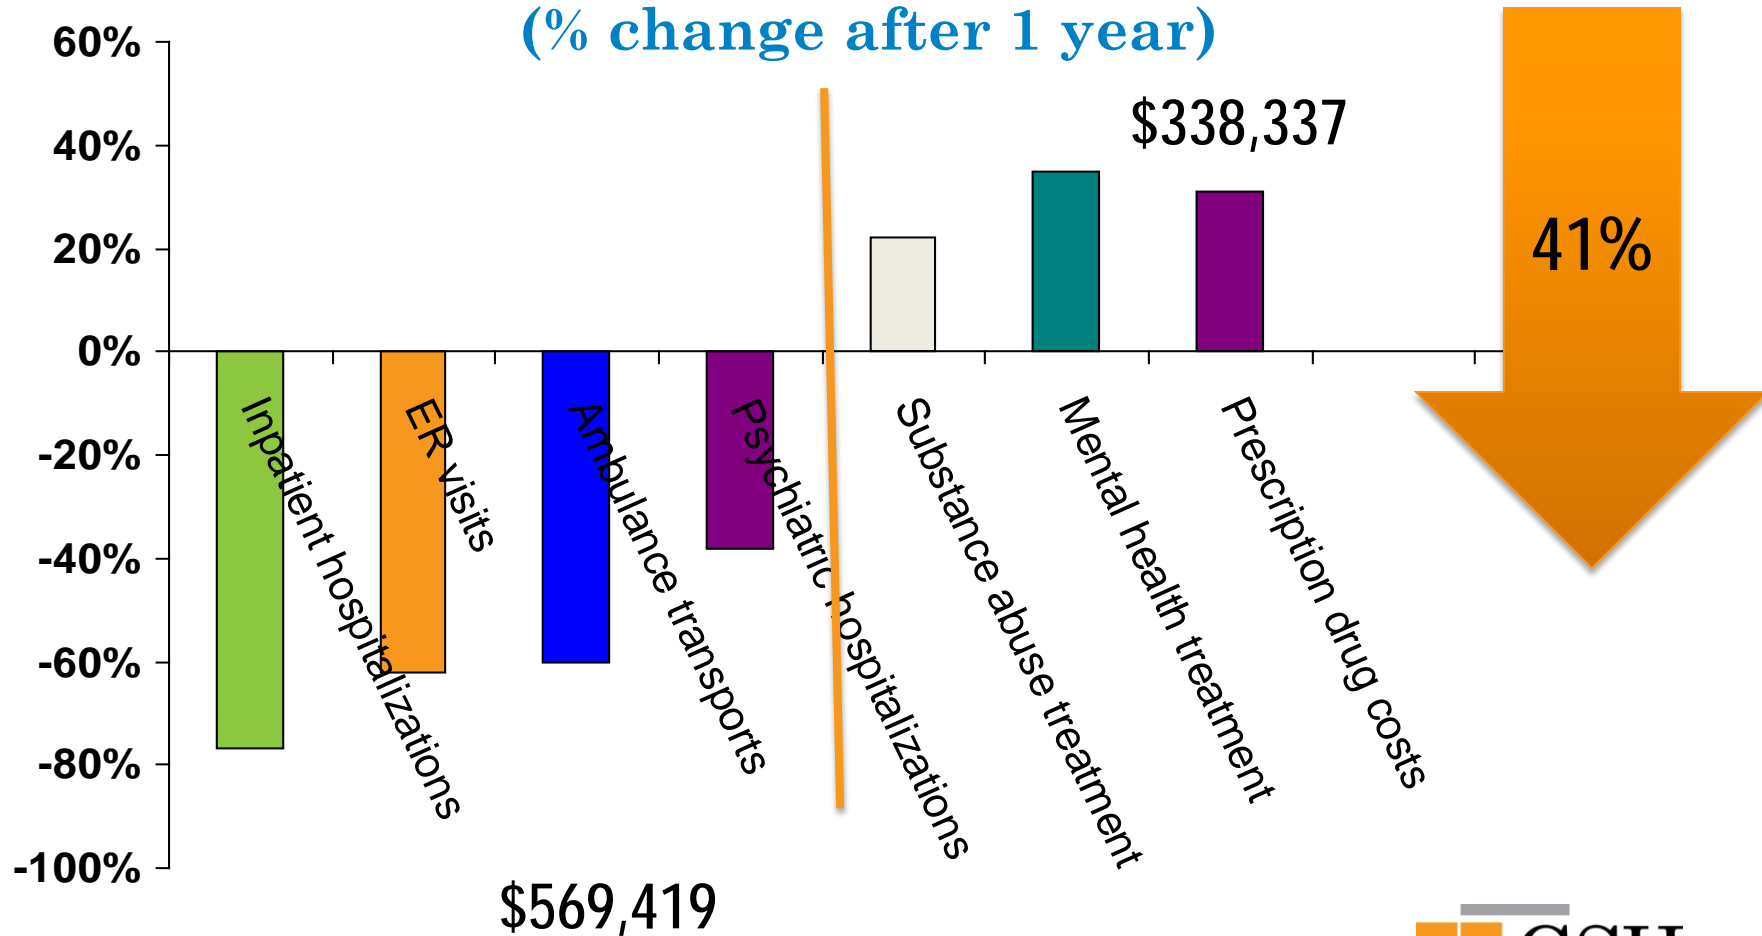 (% change after 1 year)
60%
40%
20%
0%
-20%
-40%
-60%
-80%
-100%
$338,337
41%
Inpatient hospitalizations
ER visits
Ambulance transports
Psychiatric hospitalizations
Substance abuse treatment
Mental health treatment
Prescription drug costs
$569,419